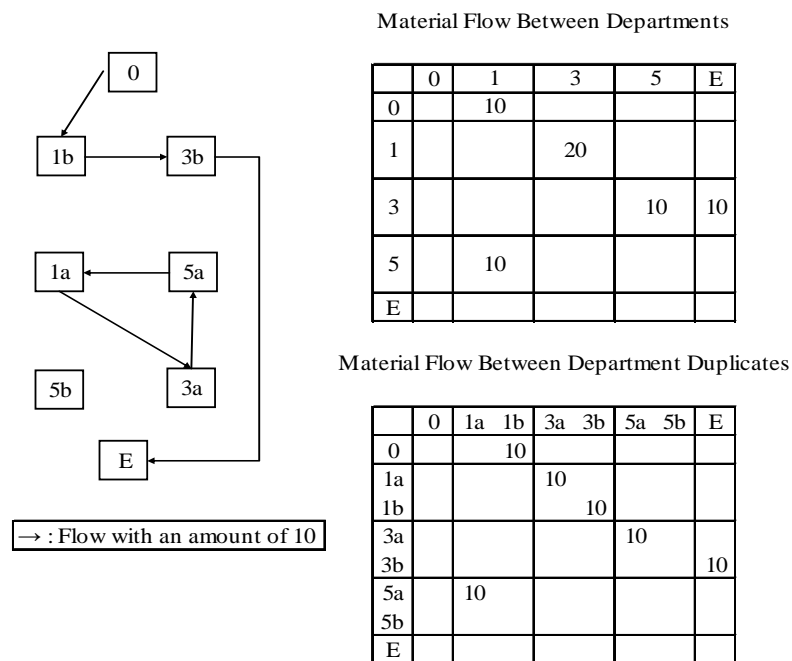 0
1b 3b
1a 5a
5b 3a
E
→ : Flow with an amount of 10
Material Flow Between Departments
0 1 3 5 E
0 10
1 20
3 10 10
5 10
E
Material Flow Between Department Duplicates
0 1a 1b 3a 3b 5a 5b E
0 10
1a 10
1b 10
3a 10
3b 10
5a 10
5b
E